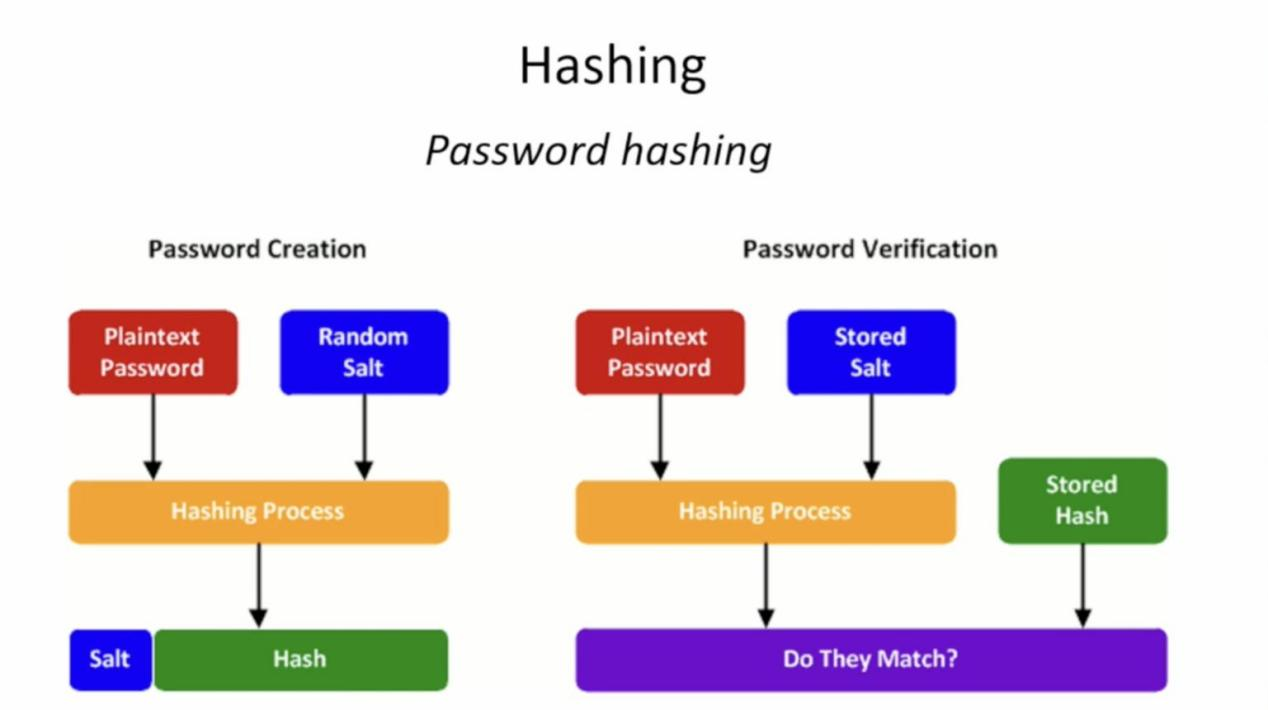 Hashing
Password hashing
Password Creation
Plaintext
Password
Random
Salt
Hashing Process
Salt
Hash
Password Verification
Plaintext
Password
Stored
Salt
Hashing Process
Stored
Hash
Do They Match?